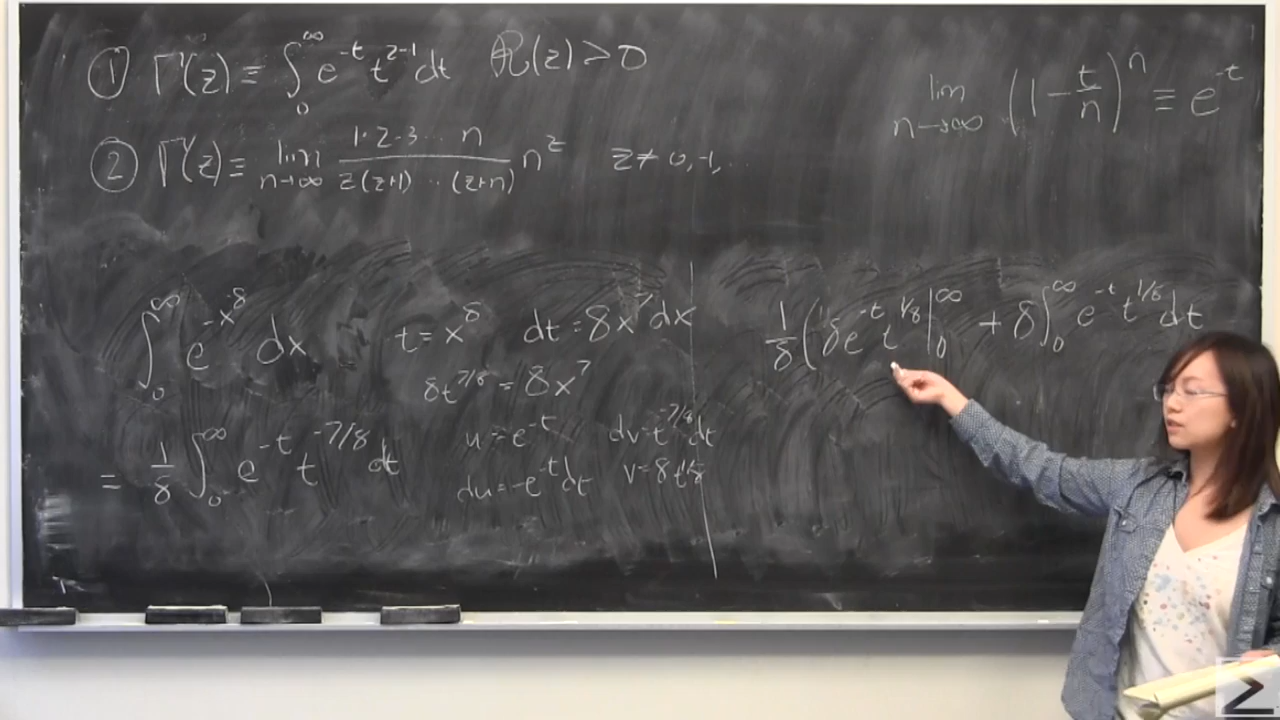 ① Γ(z) ≡ ∫₀^∞ e^{-t} t^{z-1} dt ℛ(z) > 0
lim_{n→∞} (1 - t/n)^n ≡ e^{-t}
② Γ(z) ≡ lim_{n→∞} 1·2·3 ... n / z(z+1) ... (z+n) n^z z ≠ 0, -1, ...
∫₀^∞ e^{-x^8} dx t = x^8 dt = 8x^7 dx
8t^{7/8} = 8x^7
= 1/8 ∫₀^∞ e^{-t} t^{-7/8} dt
u = e^{-t} dv = t^{-7/8} dt
du = -e^{-t} dt v = 8t^{1/8}
1/8 (8e^{-t} t^{1/8} |₀^∞ + 8 ∫₀^∞ e^{-t} t^{1/8} dt
Σ